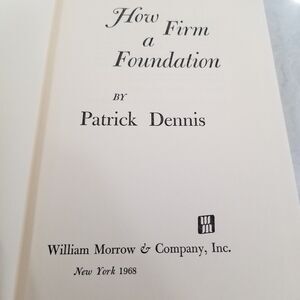 How Firm
a
Foundation
BY
Patrick Dennis
William Morrow & Company, Inc.
New York 1968